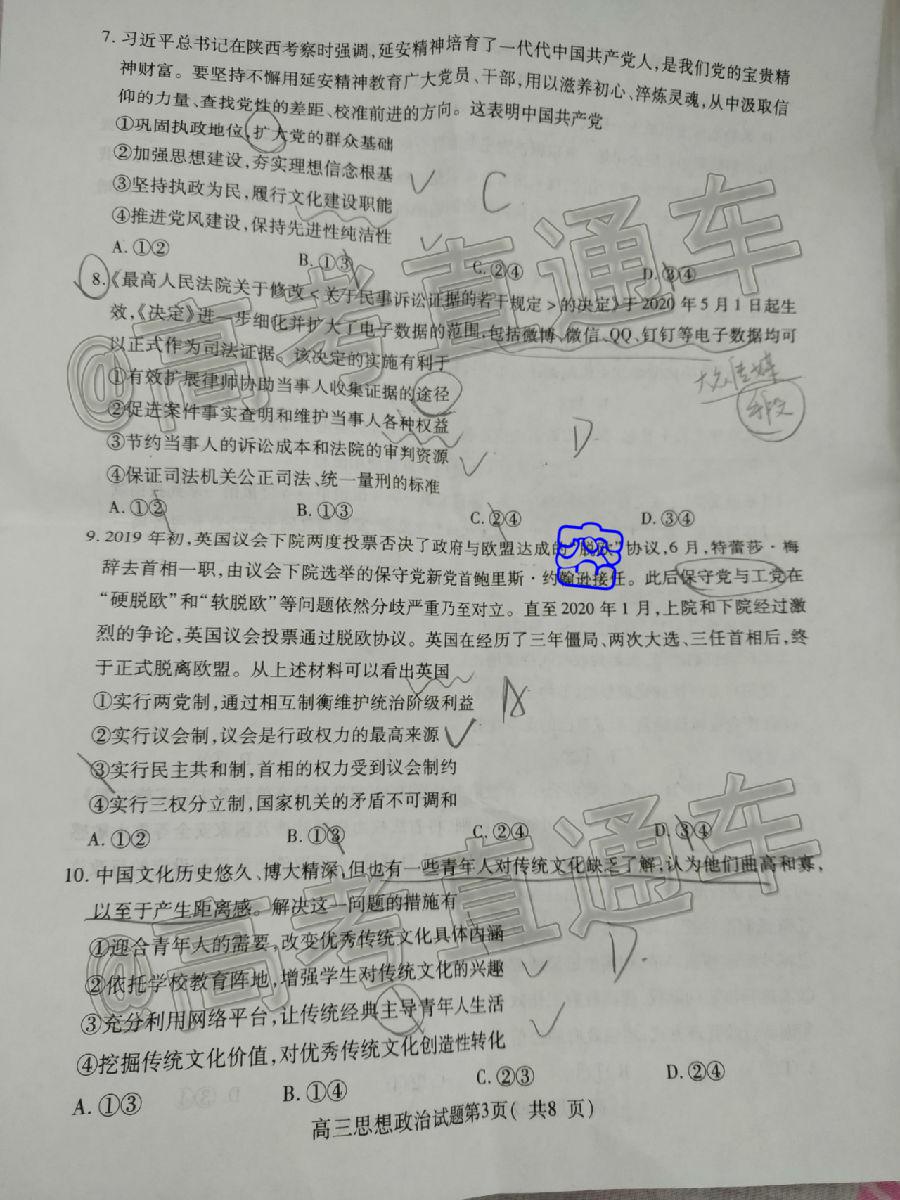 7. 习近平总书记在陕西考察时强调,延安精神培育了一代代中国共产党人,是我们党的宝贵精
神财富。要坚持不懈用延安精神教育广大党员、干部,用以滋养初心、淬炼灵魂,从中汲取信
仰的力量、查找党性的差距、校准前进的方向。这表明中国共产党
①巩固执政地位,扩大党的群众基础
②加强思想建设,夯实理想信念根基
③坚持执政为民,履行文化建设职能
C
④推进党风建设,保持先进性纯洁性
A. ①② B. ①③ C. ②④ D. ③④
8.《最高人民法院关于修改<关于民事诉讼证据的若干规定>的决定》于2020年5月1日起生
效,《决定》进一步细化并扩大了电子数据的范围,包括微博、微信、QQ、钉钉等电子数据均可
以正式作为司法证据。该决定的实施有利于
①有效扩展律师协助当事人收集证据的途径
②促进案件事实查明和维护当事人各种权益
③节约当事人的诉讼成本和法院的审判资源
D
④保证司法机关公正司法、统一量刑的标准
A. ①② B. ①③ C. ②④ D. ③④
9. 2019年初,英国议会下院两度投票否决了政府与欧盟达成的“脱欧”协议,6月,特蕾莎·梅
辞去首相一职,由议会下院选举的保守党新党首鲍里斯·约翰逊接任。此后保守党与工党在
“硬脱欧”和“软脱欧”等问题依然分歧严重乃至对立。直至2020年1月,上院和下院经过激
烈的争论,英国议会投票通过脱欧协议。英国在经历了三年僵局、两次大选、三任首相后,终
于正式脱离欧盟。从上述材料可以看出英国
①实行两党制,通过相互制衡维护统治阶级利益
A
②实行议会制,议会是行政权力的最高来源
③实行民主共和制,首相的权力受到议会制约
④实行三权分立制,国家机关的矛盾不可调和
A. ①② B. ①③ C. ②④ D. ③④
10. 中国文化历史悠久、博大精深,但也有一些青年人对传统文化缺乏了解,认为他们曲高和寡,
以至于产生距离感。解决这一问题的措施有
①迎合青年人的需要,改变优秀传统文化具体内涵
②依托学校教育阵地,增强学生对传统文化的兴趣
D.
③充分利用网络平台,让传统经典主导青年人生活
④挖掘传统文化价值,对优秀传统文化创造性转化
A. ①③ B. ①④ C. ②③ D. ②④
高三思想政治试题第3页( 共8 页)
@高考直通车
@高考直通车